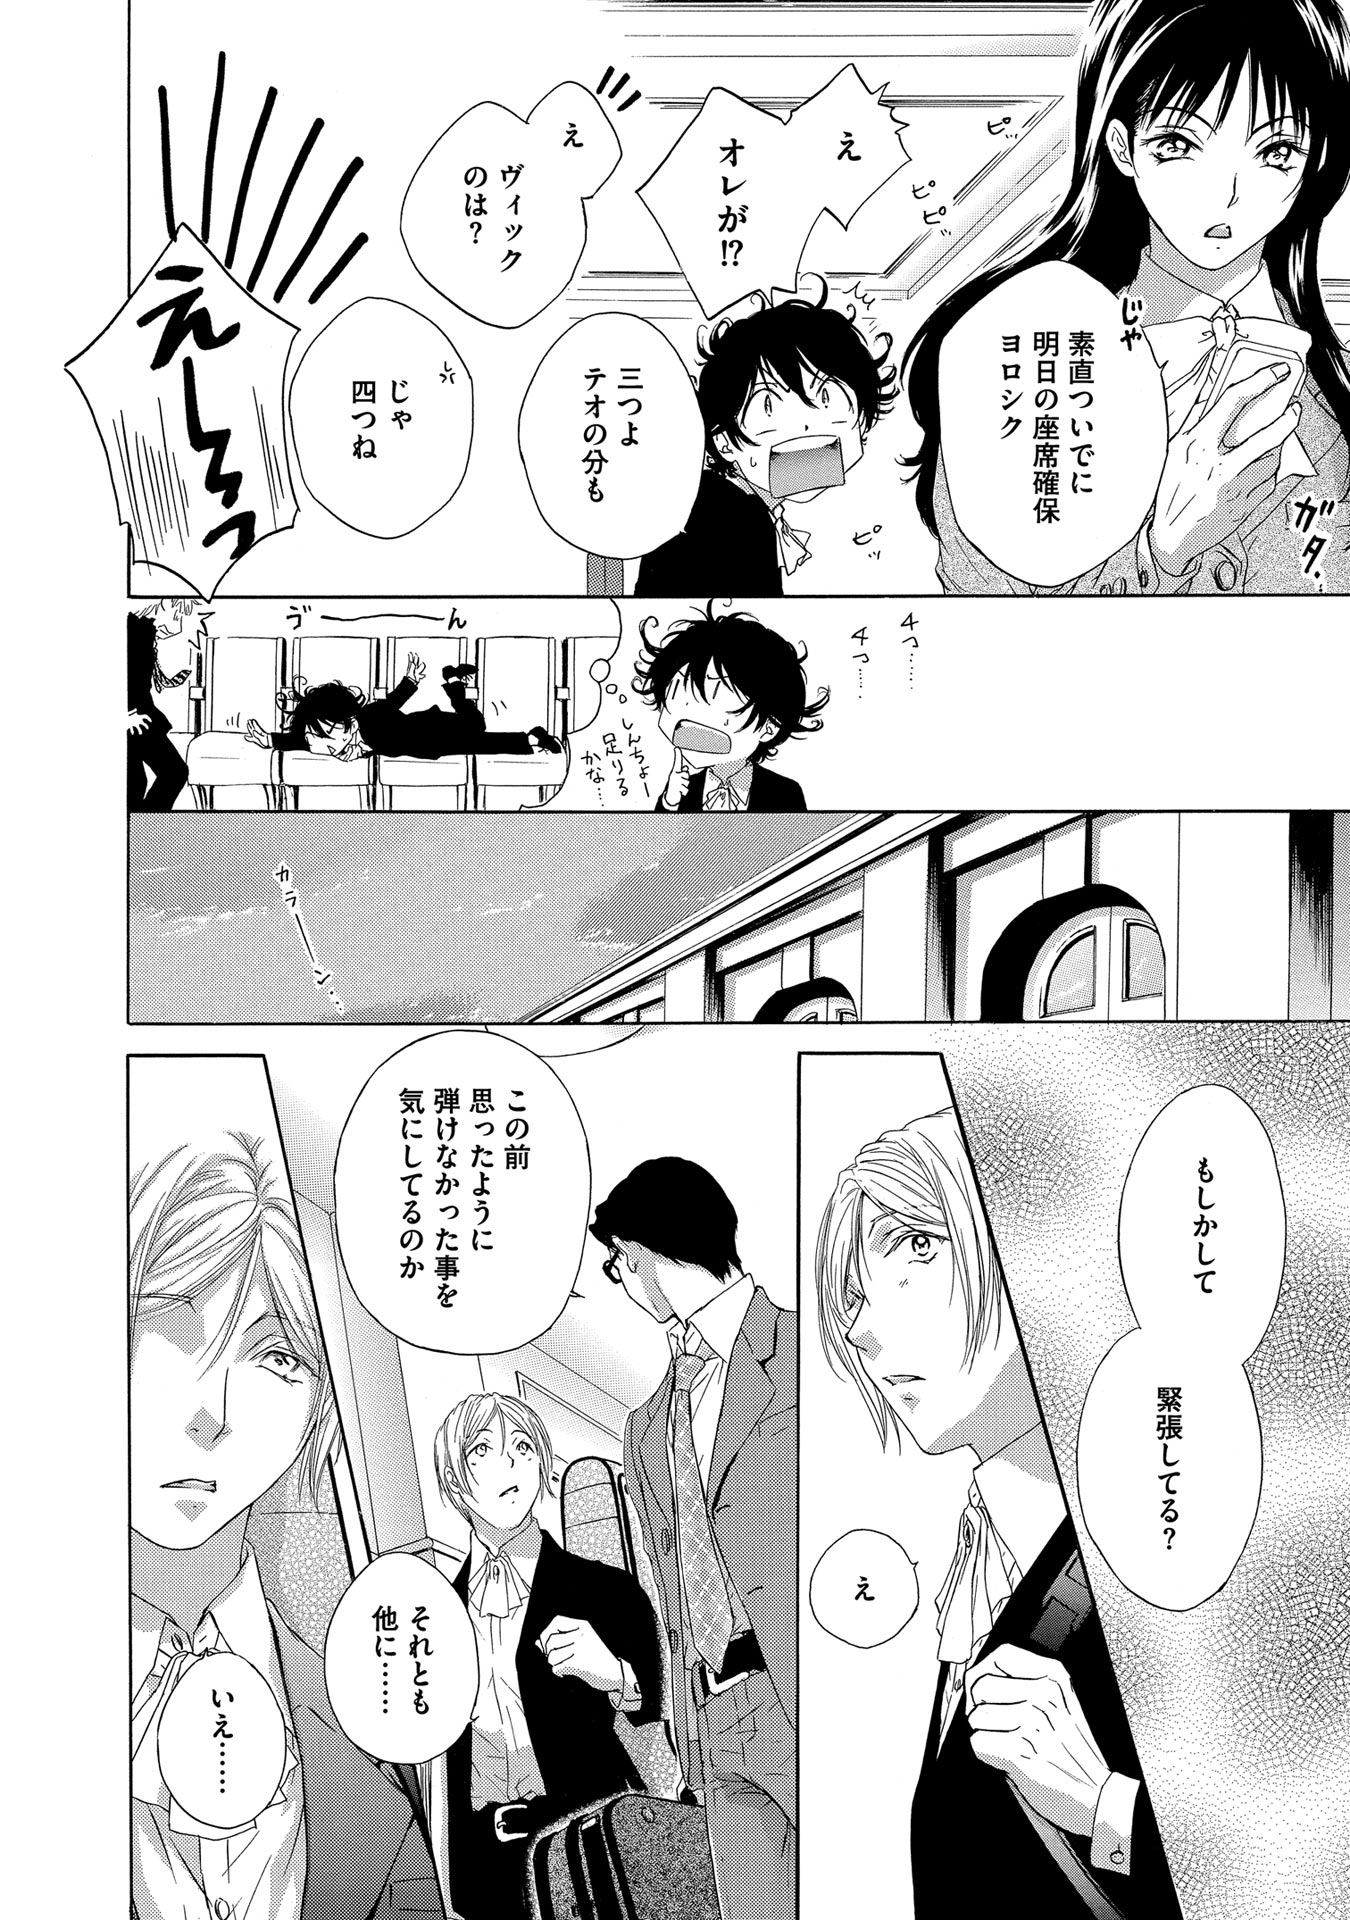 ピッ
ピピピッ
じゃ
素直ついでに
明日の座席確保
ヨロシク
ガタ、
え
オレが!?
ピッ
三つよ
テオの分も
え
ヴィック
のは?
じゃ
四つね
えーーっ
チコ……
チコ……
しんちょー
足りる
かな……
ヴーーーん
カラーーン…
もしかして
緊張してる?
え
この前
思ったように
弾けなかった事を
気にしてるのか
それとも
他に……
いえ……